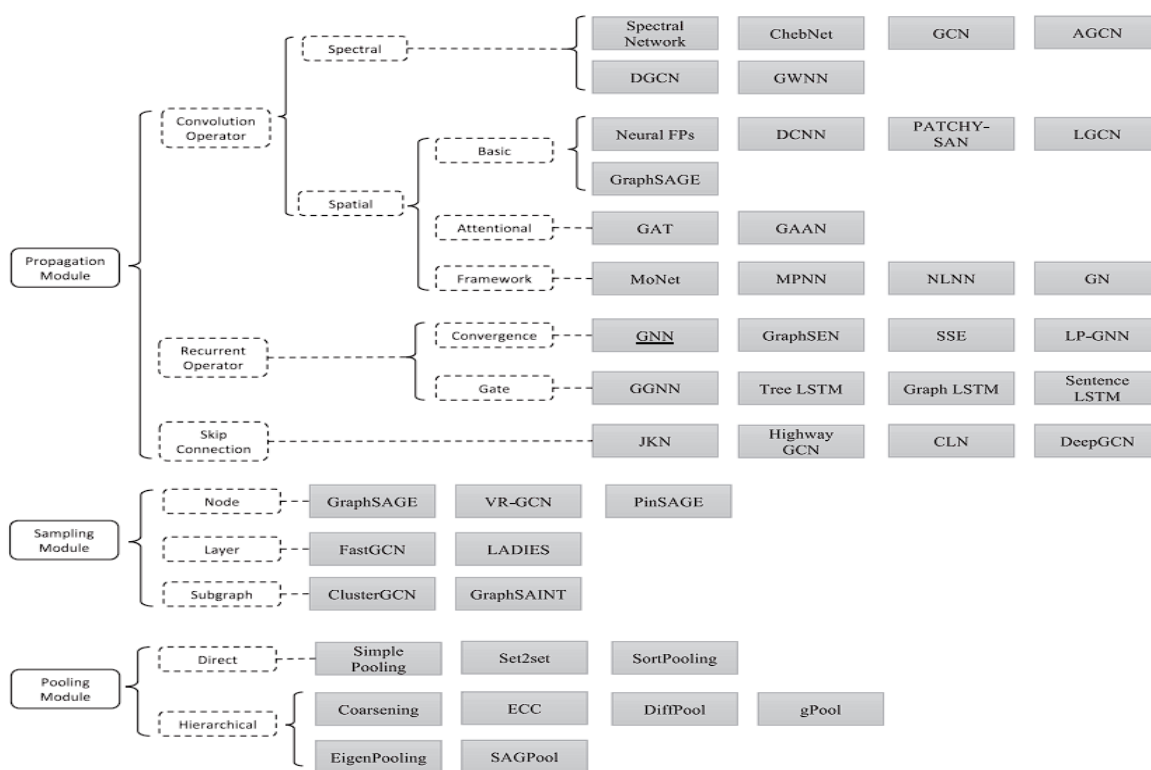 Spectral
Network
ChebNet
GCN
AGCN
Spectral
DGCN
GWNN
Convolution
Operator
Neural FPs
DCNN
PATCHY-
SAN
LGCN
Basic
GraphSAGE
Spatial
Attentional
GAT
GAAN
Propagation
Module
Framework
MoNet
MPNN
NLNN
GN
Convergence
GNN
GraphSEN
SSE
LP-GNN
Recurrent
Operator
Gate
GGNN
Tree LSTM
Graph LSTM
Sentence
LSTM
Skip
Connection
JKN
Highway
GCN
CLN
DeepGCN
Node
GraphSAGE
VR-GCN
PinSAGE
Sampling
Module
Layer
FastGCN
LADIES
Subgraph
ClusterGCN
GraphSAINT
Direct
Simple
Pooling
Set2set
SortPooling
Pooling
Module
Hierarchical
Coarsening
ECC
DiffPool
gPool
EigenPooling
SAGPool